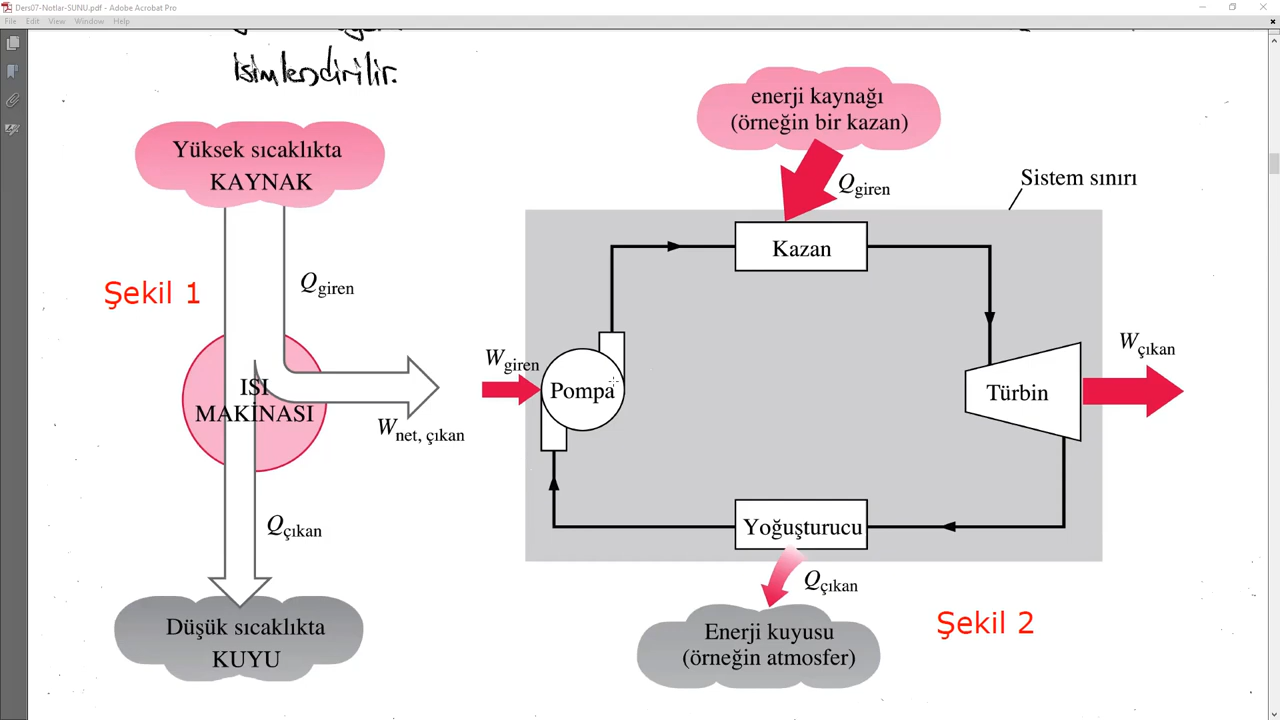 Ders07-Notlar-SUNU.pdf - Adobe Acrobat Pro
File Edit View Window Help
isimlendirilir.
Yüksek sıcaklıkta
KAYNAK
Qgiren
Şekil 1
ISI
MAKİNASI
Wnet, çıkan
Qçıkan
Düşük sıcaklıkta
KUYU
enerji kaynağı
(örneğin bir kazan)
Qgiren
Sistem sınırı
Kazan
Wgiren
Pompa
Türbin
Wçıkan
Yoğuşturucu
Qçıkan
Enerji kuyusu
(örneğin atmosfer)
Şekil 2